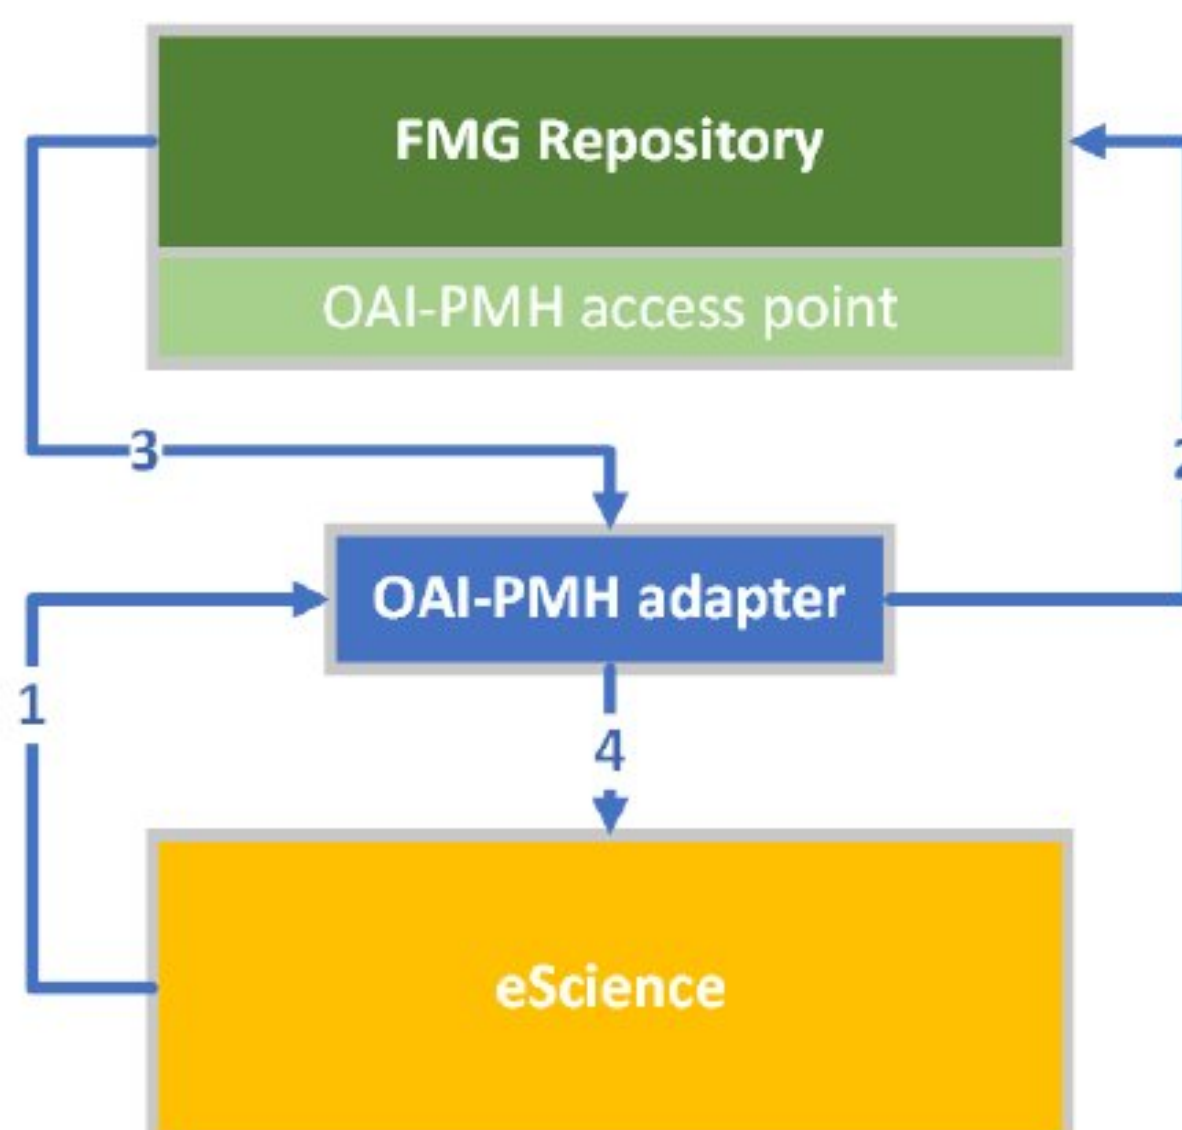 FMG Repository
OAI-PMH access point
3
OAI-PMH adapter
1
4
eScience